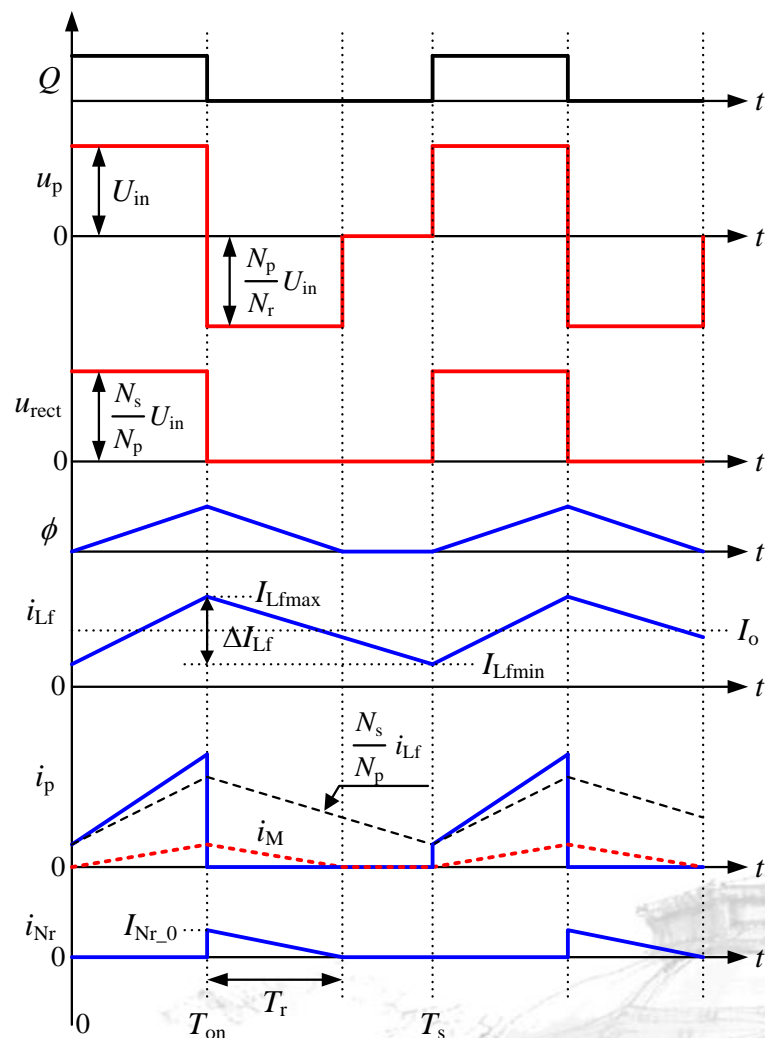 Q
t
u_p
U_in
0
N_p/N_r U_in
t
u_rect
N_s/N_p U_in
0
t
ϕ
t
i_Lf
I_Lfmax
ΔI_Lf
I_o
I_Lfmin
0
t
i_p
N_s/N_p i_Lf
i_M
0
t
i_Nr
I_Nr_0
0
t
T_r
0 T_on T_s